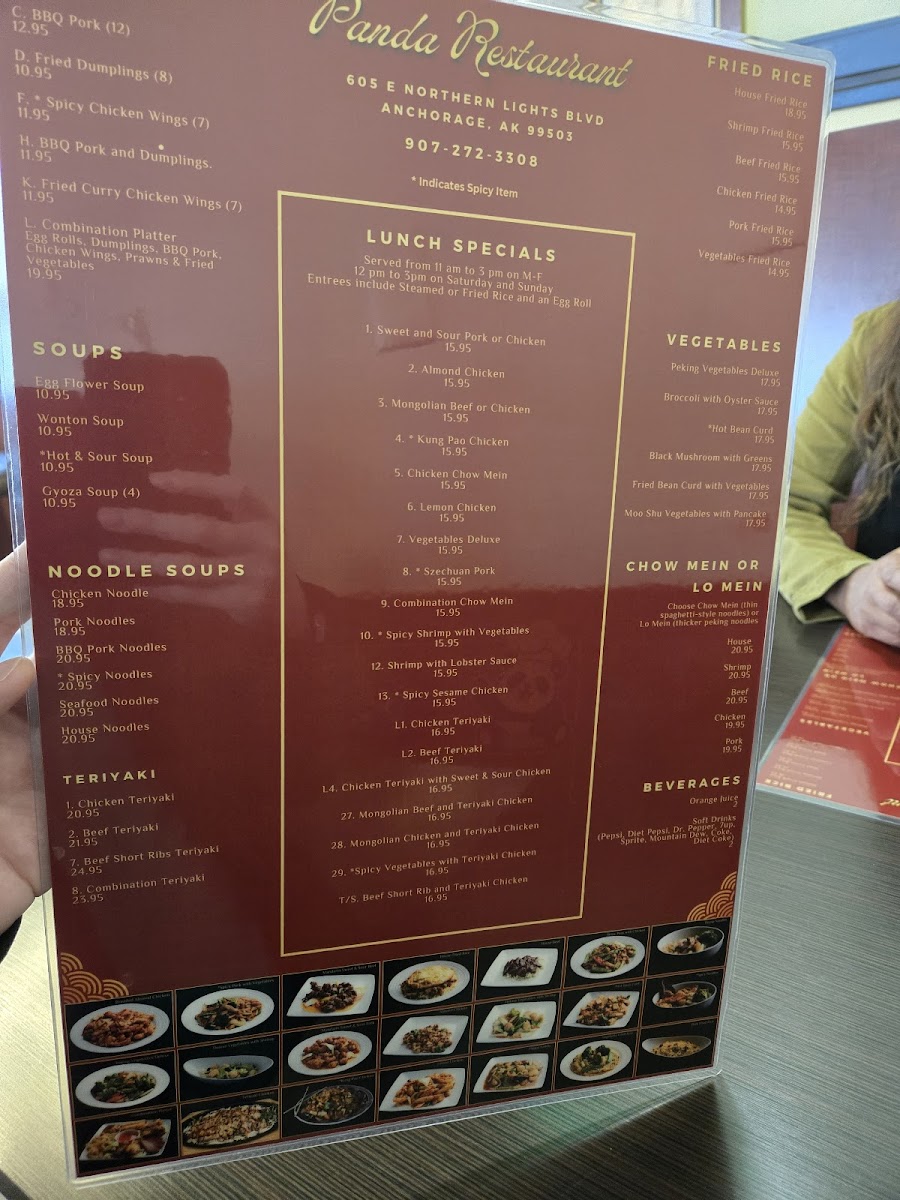 C. BBQ Pork (12)
12.95
D. Fried Dumplings (8)
10.95
F. * Spicy Chicken Wings (7)
11.95
H. BBQ Pork and Dumplings.
11.95
K. Fried Curry Chicken Wings (7)
11.95
L. Combination Platter
Egg Rolls, Dumplings, BBQ Pork,
Chicken Wings, Prawns & Fried
Vegetables
19.95
SOUPS
Egg Flower Soup
10.95
Wonton Soup
10.95
*Hot & Sour Soup
10.95
Gyoza Soup (4)
10.95
NOODLE SOUPS
Chicken Noodle
18.95
Pork Noodles
18.95
BBQ Pork Noodles
20.95
* Spicy Noodles
20.95
Seafood Noodles
20.95
House Noodles
20.95
TERIYAKI
1. Chicken Teriyaki
20.95
2. Beef Teriyaki
21.95
7. Beef Short Ribs Teriyaki
24.95
8. Combination Teriyaki
23.95
Panda Restaurant
605 E NORTHERN LIGHTS BLVD
ANCHORAGE, AK 99503
907-272-3308
* Indicates Spicy Item
LUNCH SPECIALS
Served from 11 am to 3 pm on M-F
12 pm to 3pm on Saturday and Sunday
Entrees include Steamed or Fried Rice and an Egg Roll
1. Sweet and Sour Pork or Chicken
15.95
2. Almond Chicken
15.95
3. Mongolian Beef or Chicken
15.95
4. * Kung Pao Chicken
15.95
5. Chicken Chow Mein
15.95
6. Lemon Chicken
15.95
7. Vegetables Deluxe
15.95
8. * Szechuan Pork
15.95
9. Combination Chow Mein
15.95
10. * Spicy Shrimp with Vegetables
15.95
12. Shrimp with Lobster Sauce
15.95
13. * Spicy Sesame Chicken
15.95
L1. Chicken Teriyaki
16.95
L2. Beef Teriyaki
16.95
L4. Chicken Teriyaki with Sweet & Sour Chicken
16.95
27. Mongolian Beef and Teriyaki Chicken
16.95
28. Mongolian Chicken and Teriyaki Chicken
16.95
29. *Spicy Vegetables with Teriyaki Chicken
16.95
T/S. Beef Short Rib and Teriyaki Chicken
16.95
FRIED RICE
House Fried Rice
18.95
Shrimp Fried Rice
15.95
Beef Fried Rice
15.95
Chicken Fried Rice
14.95
Pork Fried Rice
15.95
Vegetables Fried Rice
14.95
VEGETABLES
Peking Vegetables Deluxe
17.95
Broccoli with Oyster Sauce
17.95
*Hot Bean Curd
17.95
Black Mushroom with Greens
17.95
Fried Bean Curd with Vegetables
17.95
Moo Shu Vegetables with Pancake
17.95
CHOW MEIN OR
LO MEIN
Choose Chow Mein (thin
spaghetti-style noodles) or
Lo Mein (thicker peking noodles
House
20.95
Shrimp
20.95
Beef
20.95
Chicken
19.95
Pork
19.95
BEVERAGES
Orange Juice
2
Soft Drinks
(Pepsi, Diet Pepsi, Dr. Pepper, 7up,
Sprite, Mountain Dew, Coke,
Diet Coke)
2